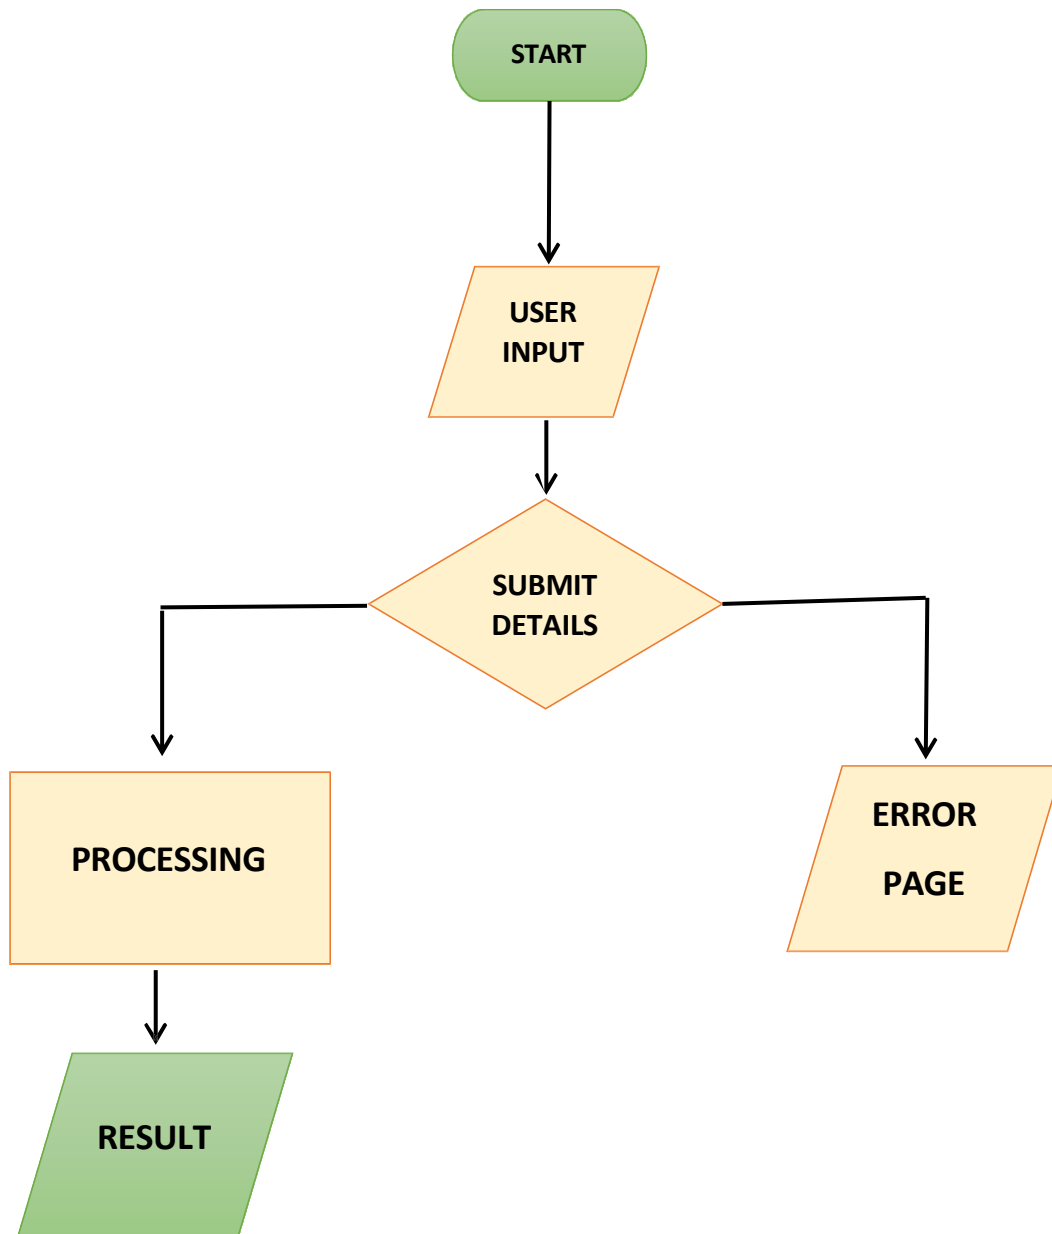 START
USER
INPUT
SUBMIT
DETAILS
PROCESSING
ERROR
PAGE
RESULT